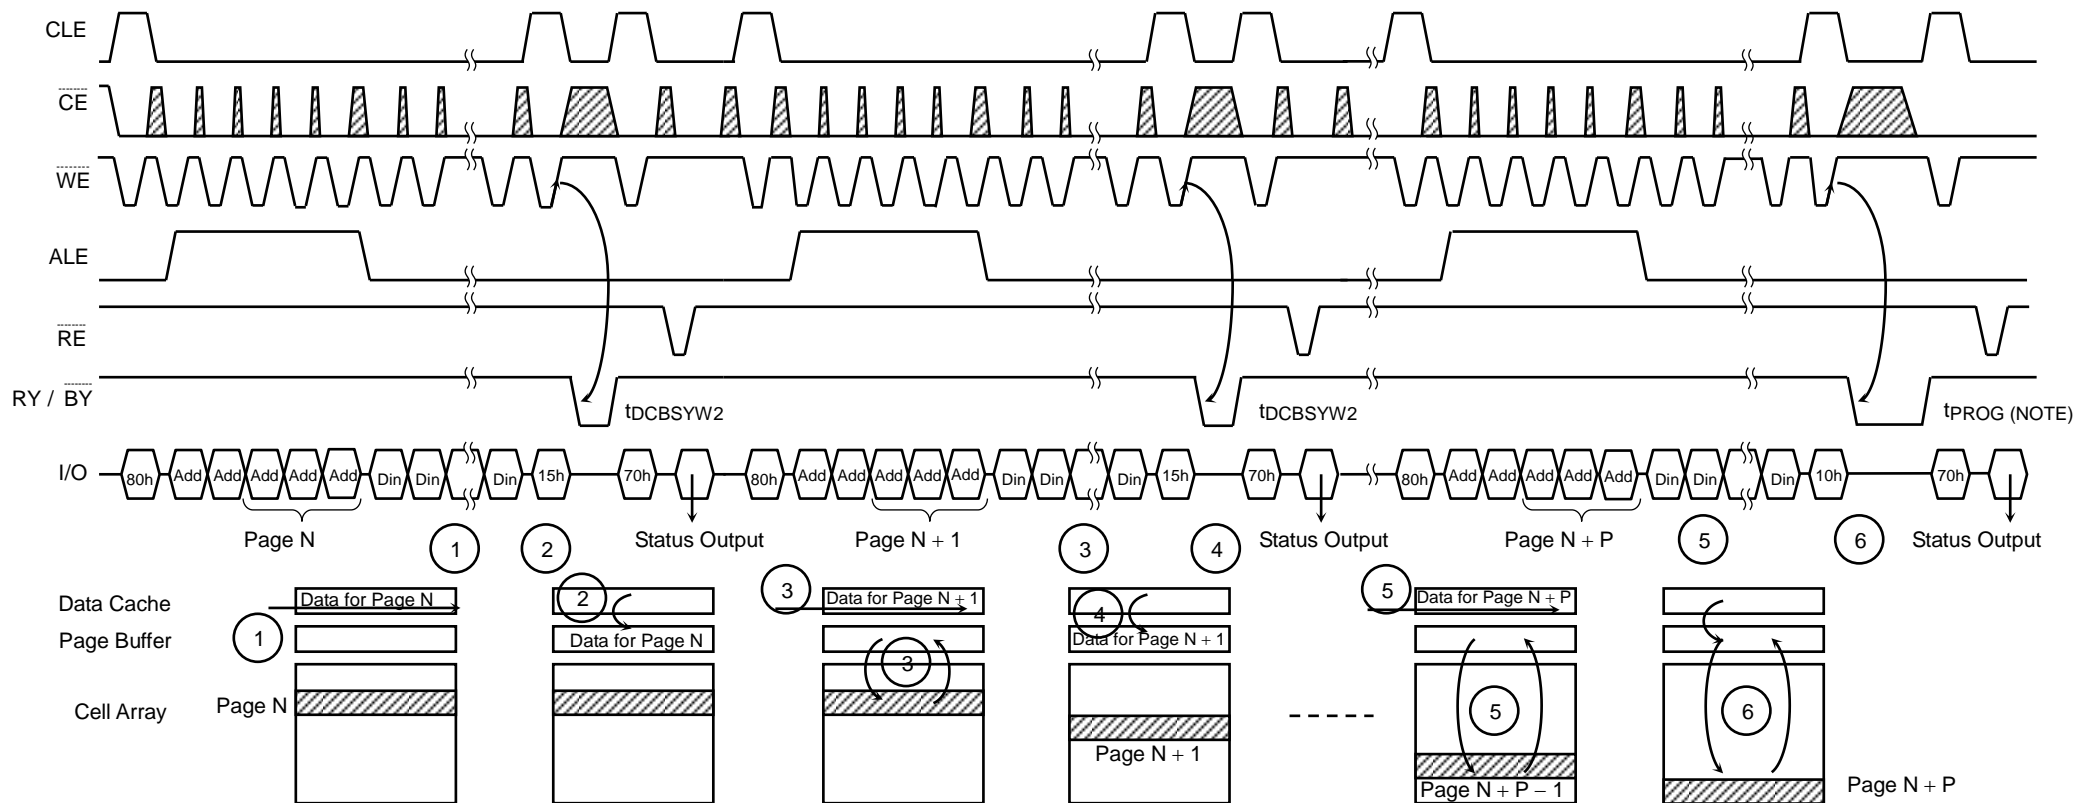 CLE
CE
WE
ALE
RE
RY / BY
tDCBSYW2 tDCBSYW2 tPROG (NOTE)
I/O 80h Add Add Add Add Add Din Din Din 15h 70h 80h Add Add Add Add Add Din Din Din 15h 70h 80h Add Add Add Add Add Din Din Din 10h 70h
Page N 1 2 Status Output Page N + 1 3 4 Status Output Page N + P 5 6 Status Output
Data Cache Data for Page N 2 3 Data for Page N + 1 4 5 Data for Page N + P
Page Buffer 1 Data for Page N 3 Data for Page N + 1
Cell Array Page N 5 6
Page N + 1
Page N + P − 1 Page N + P